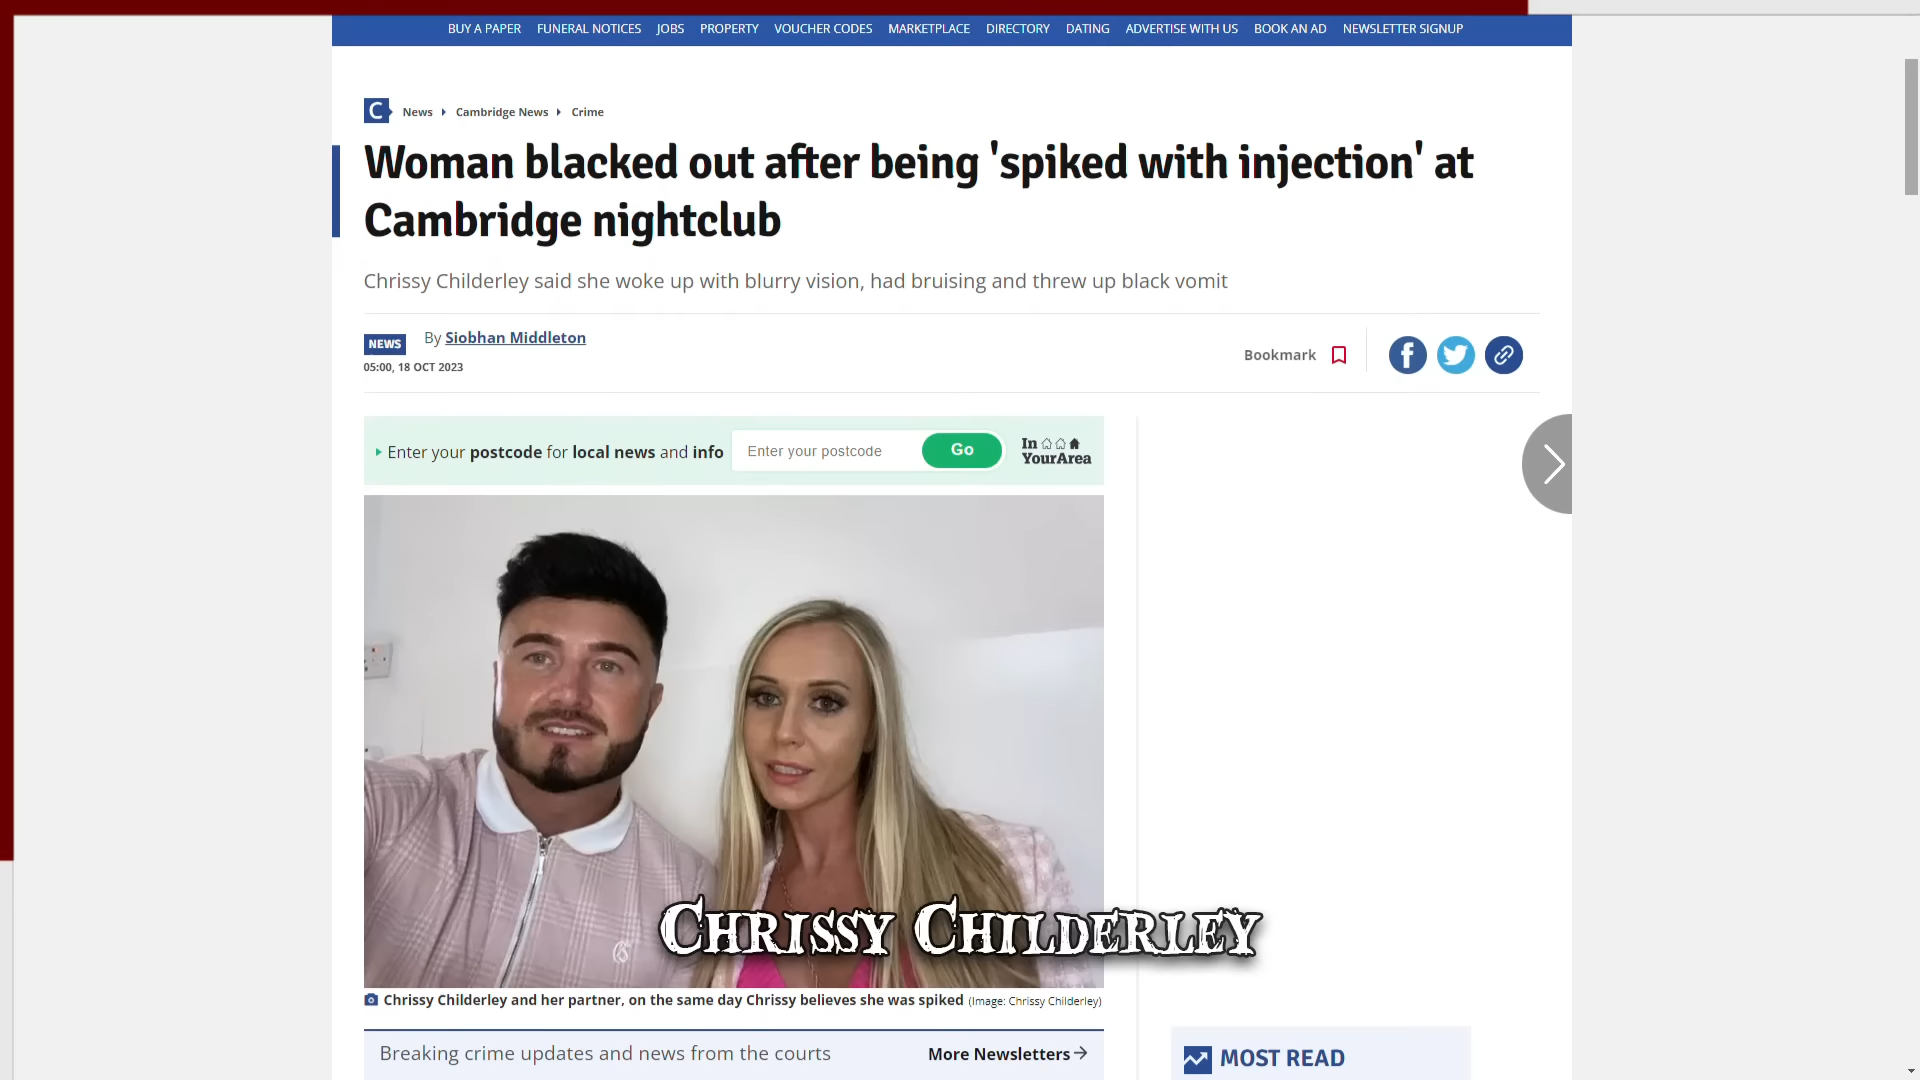 BUY A PAPER FUNERAL NOTICES JOBS PROPERTY VOUCHER CODES MARKETPLACE DIRECTORY DATING ADVERTISE WITH US BOOK AN AD NEWSLETTER SIGNUP
C News Cambridge News Crime
Woman blacked out after being 'spiked with injection' at
Cambridge nightclub
Chrissy Childerley said she woke up with blurry vision, had bruising and threw up black vomit
NEWS By Siobhan Middleton
05:00, 18 OCT 2023
Bookmark
Enter your postcode for local news and info Enter your postcode Go In YourArea
Chrissy Childerley
Chrissy Childerley and her partner, on the same day Chrissy believes she was spiked (Image: Chrissy Childerley)
Breaking crime updates and news from the courts More Newsletters
MOST READ